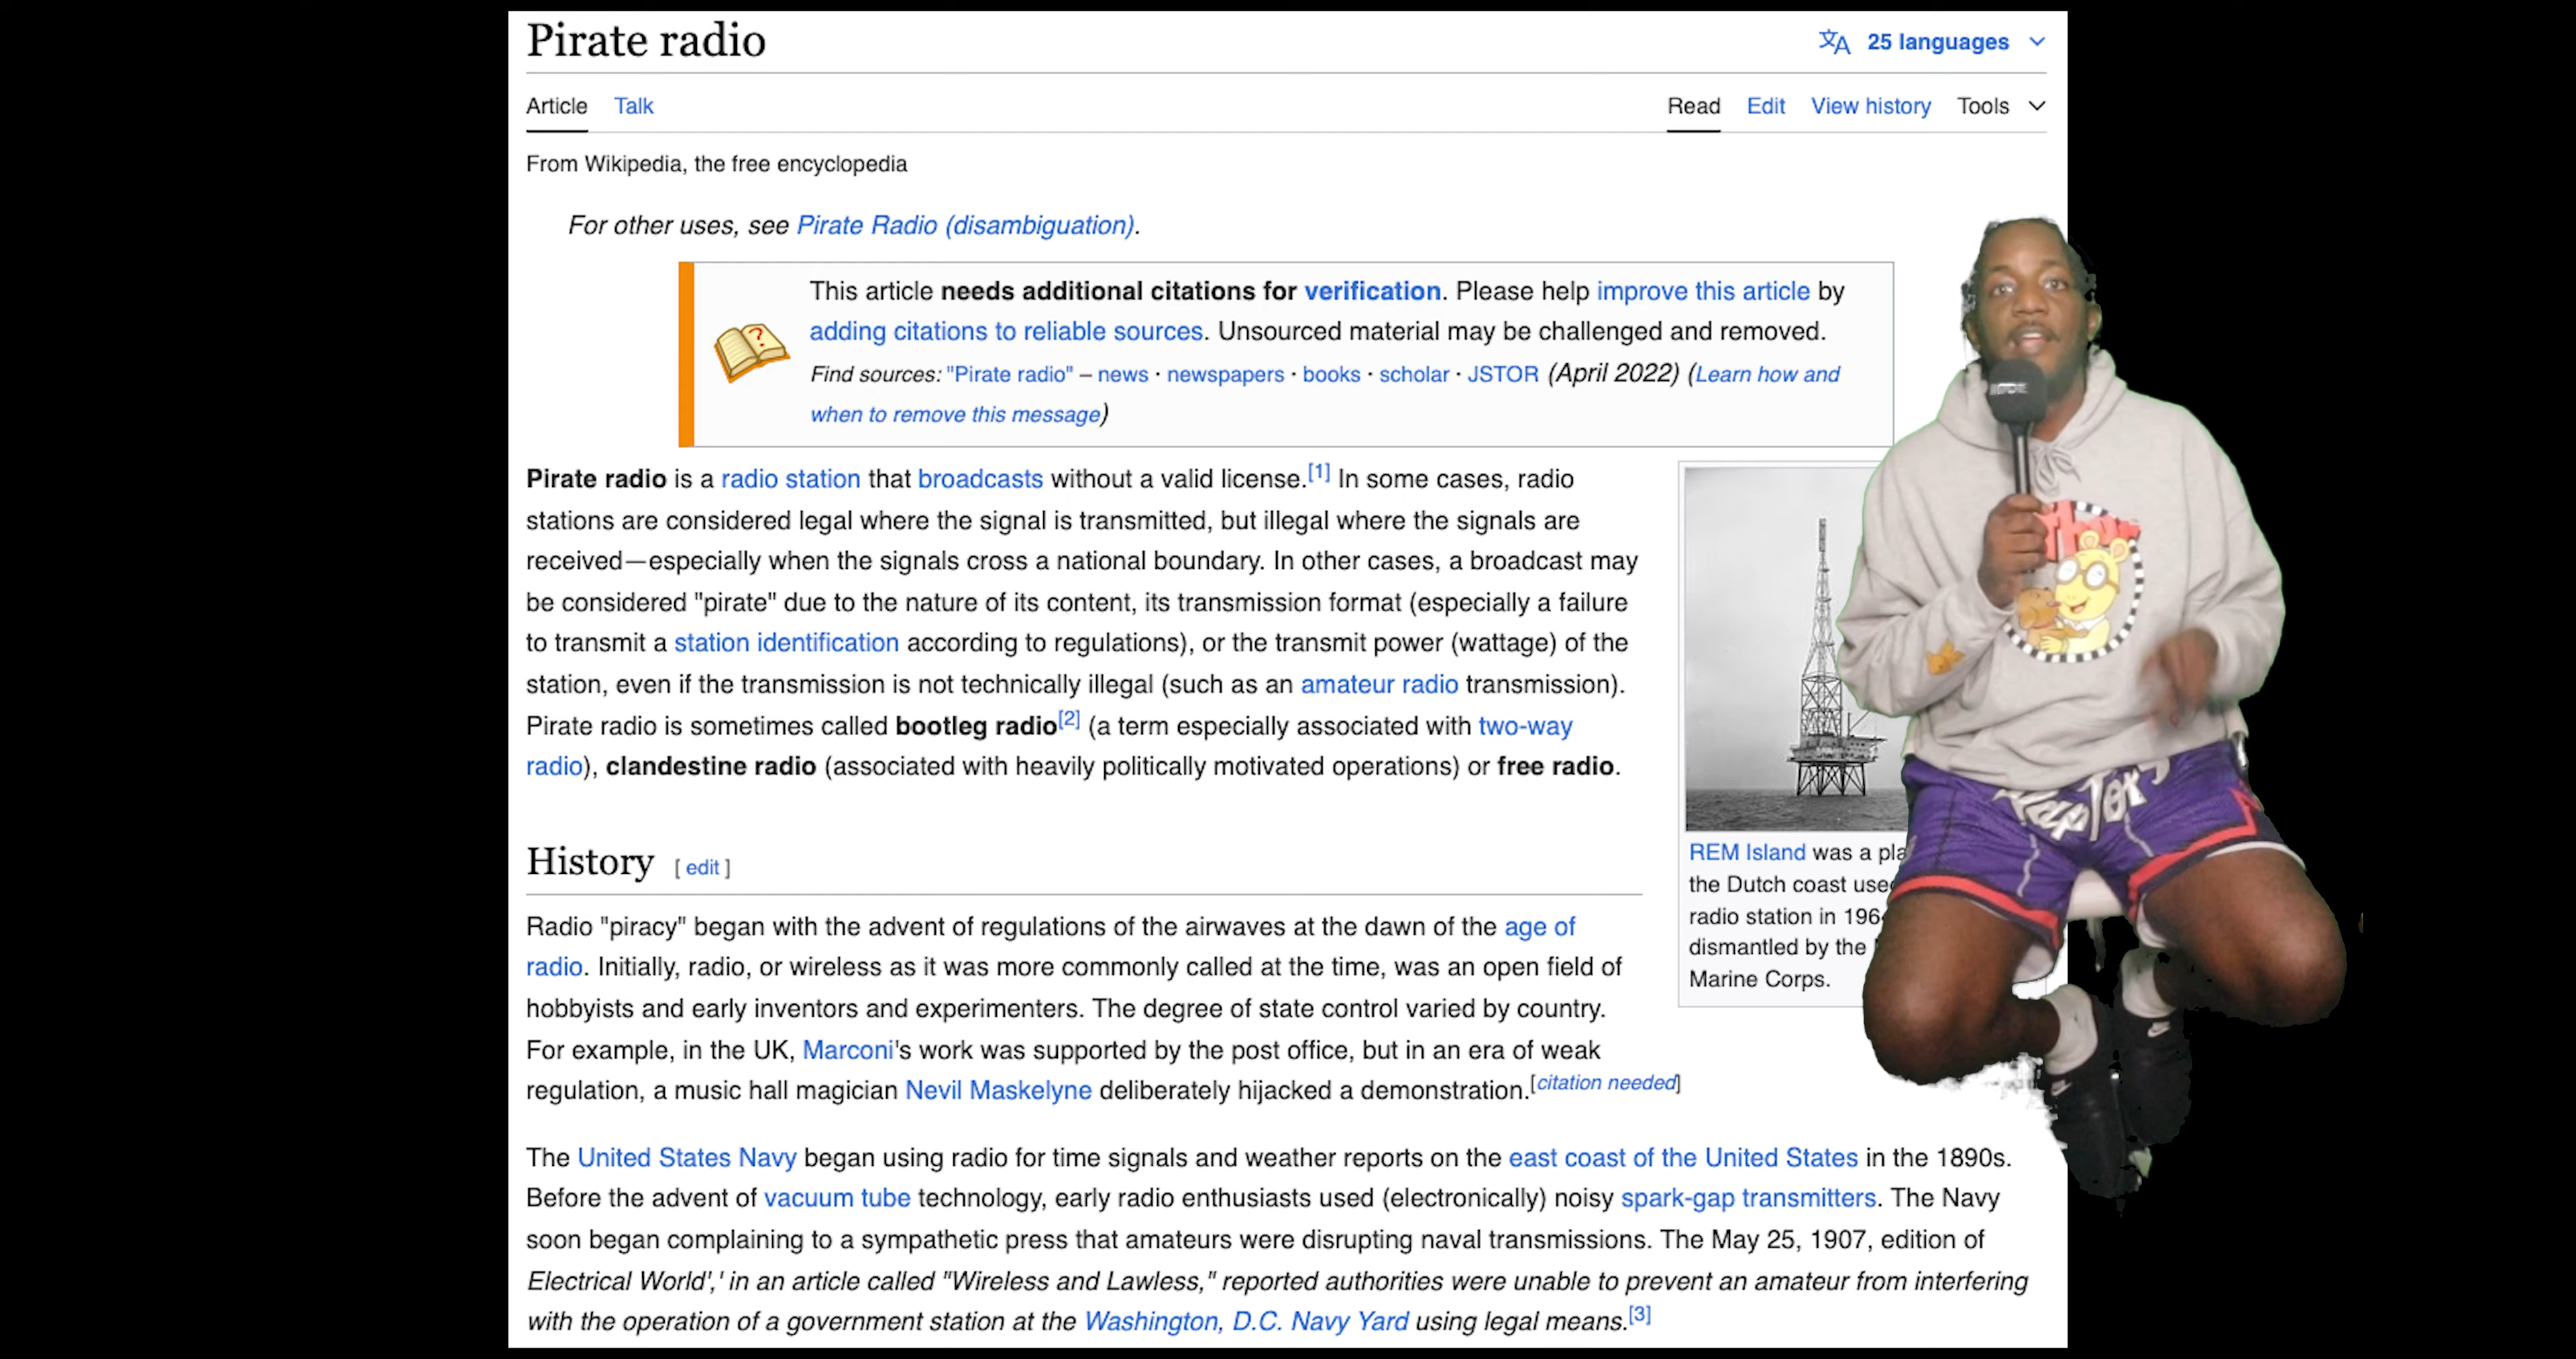 Pirate radio
25 languages
Article Talk
Read Edit View history Tools
From Wikipedia, the free encyclopedia
For other uses, see Pirate Radio (disambiguation).
This article needs additional citations for verification. Please help improve this article by
adding citations to reliable sources. Unsourced material may be challenged and removed.
Find sources: "Pirate radio" – news · newspapers · books · scholar · JSTOR (April 2022) (Learn how and
when to remove this message)
Pirate radio is a radio station that broadcasts without a valid license.[1] In some cases, radio
stations are considered legal where the signal is transmitted, but illegal where the signals are
received—especially when the signals cross a national boundary. In other cases, a broadcast may
be considered "pirate" due to the nature of its content, its transmission format (especially a failure
to transmit a station identification according to regulations), or the transmit power (wattage) of the
station, even if the transmission is not technically illegal (such as an amateur radio transmission).
Pirate radio is sometimes called bootleg radio[2] (a term especially associated with two-way
radio), clandestine radio (associated with heavily politically motivated operations) or free radio.
REM Island was a
the Dutch coast
radio station in
dismantled by the
Marine Corps.
History [ edit ]
Radio "piracy" began with the advent of regulations of the airwaves at the dawn of the age of
radio. Initially, radio, or wireless as it was more commonly called at the time, was an open field of
hobbyists and early inventors and experimenters. The degree of state control varied by country.
For example, in the UK, Marconi's work was supported by the post office, but in an era of weak
regulation, a music hall magician Nevil Maskelyne deliberately hijacked a demonstration.[citation needed]
The United States Navy began using radio for time signals and weather reports on the east coast of the United States in the 1890s.
Before the advent of vacuum tube technology, early radio enthusiasts used (electronically) noisy spark-gap transmitters. The Navy
soon began complaining to a sympathetic press that amateurs were disrupting naval transmissions. The May 25, 1907, edition of
Electrical World',' in an article called "Wireless and Lawless," reported authorities were unable to prevent an amateur from interfering
with the operation of a government station at the Washington, D.C. Navy Yard using legal means.[3]